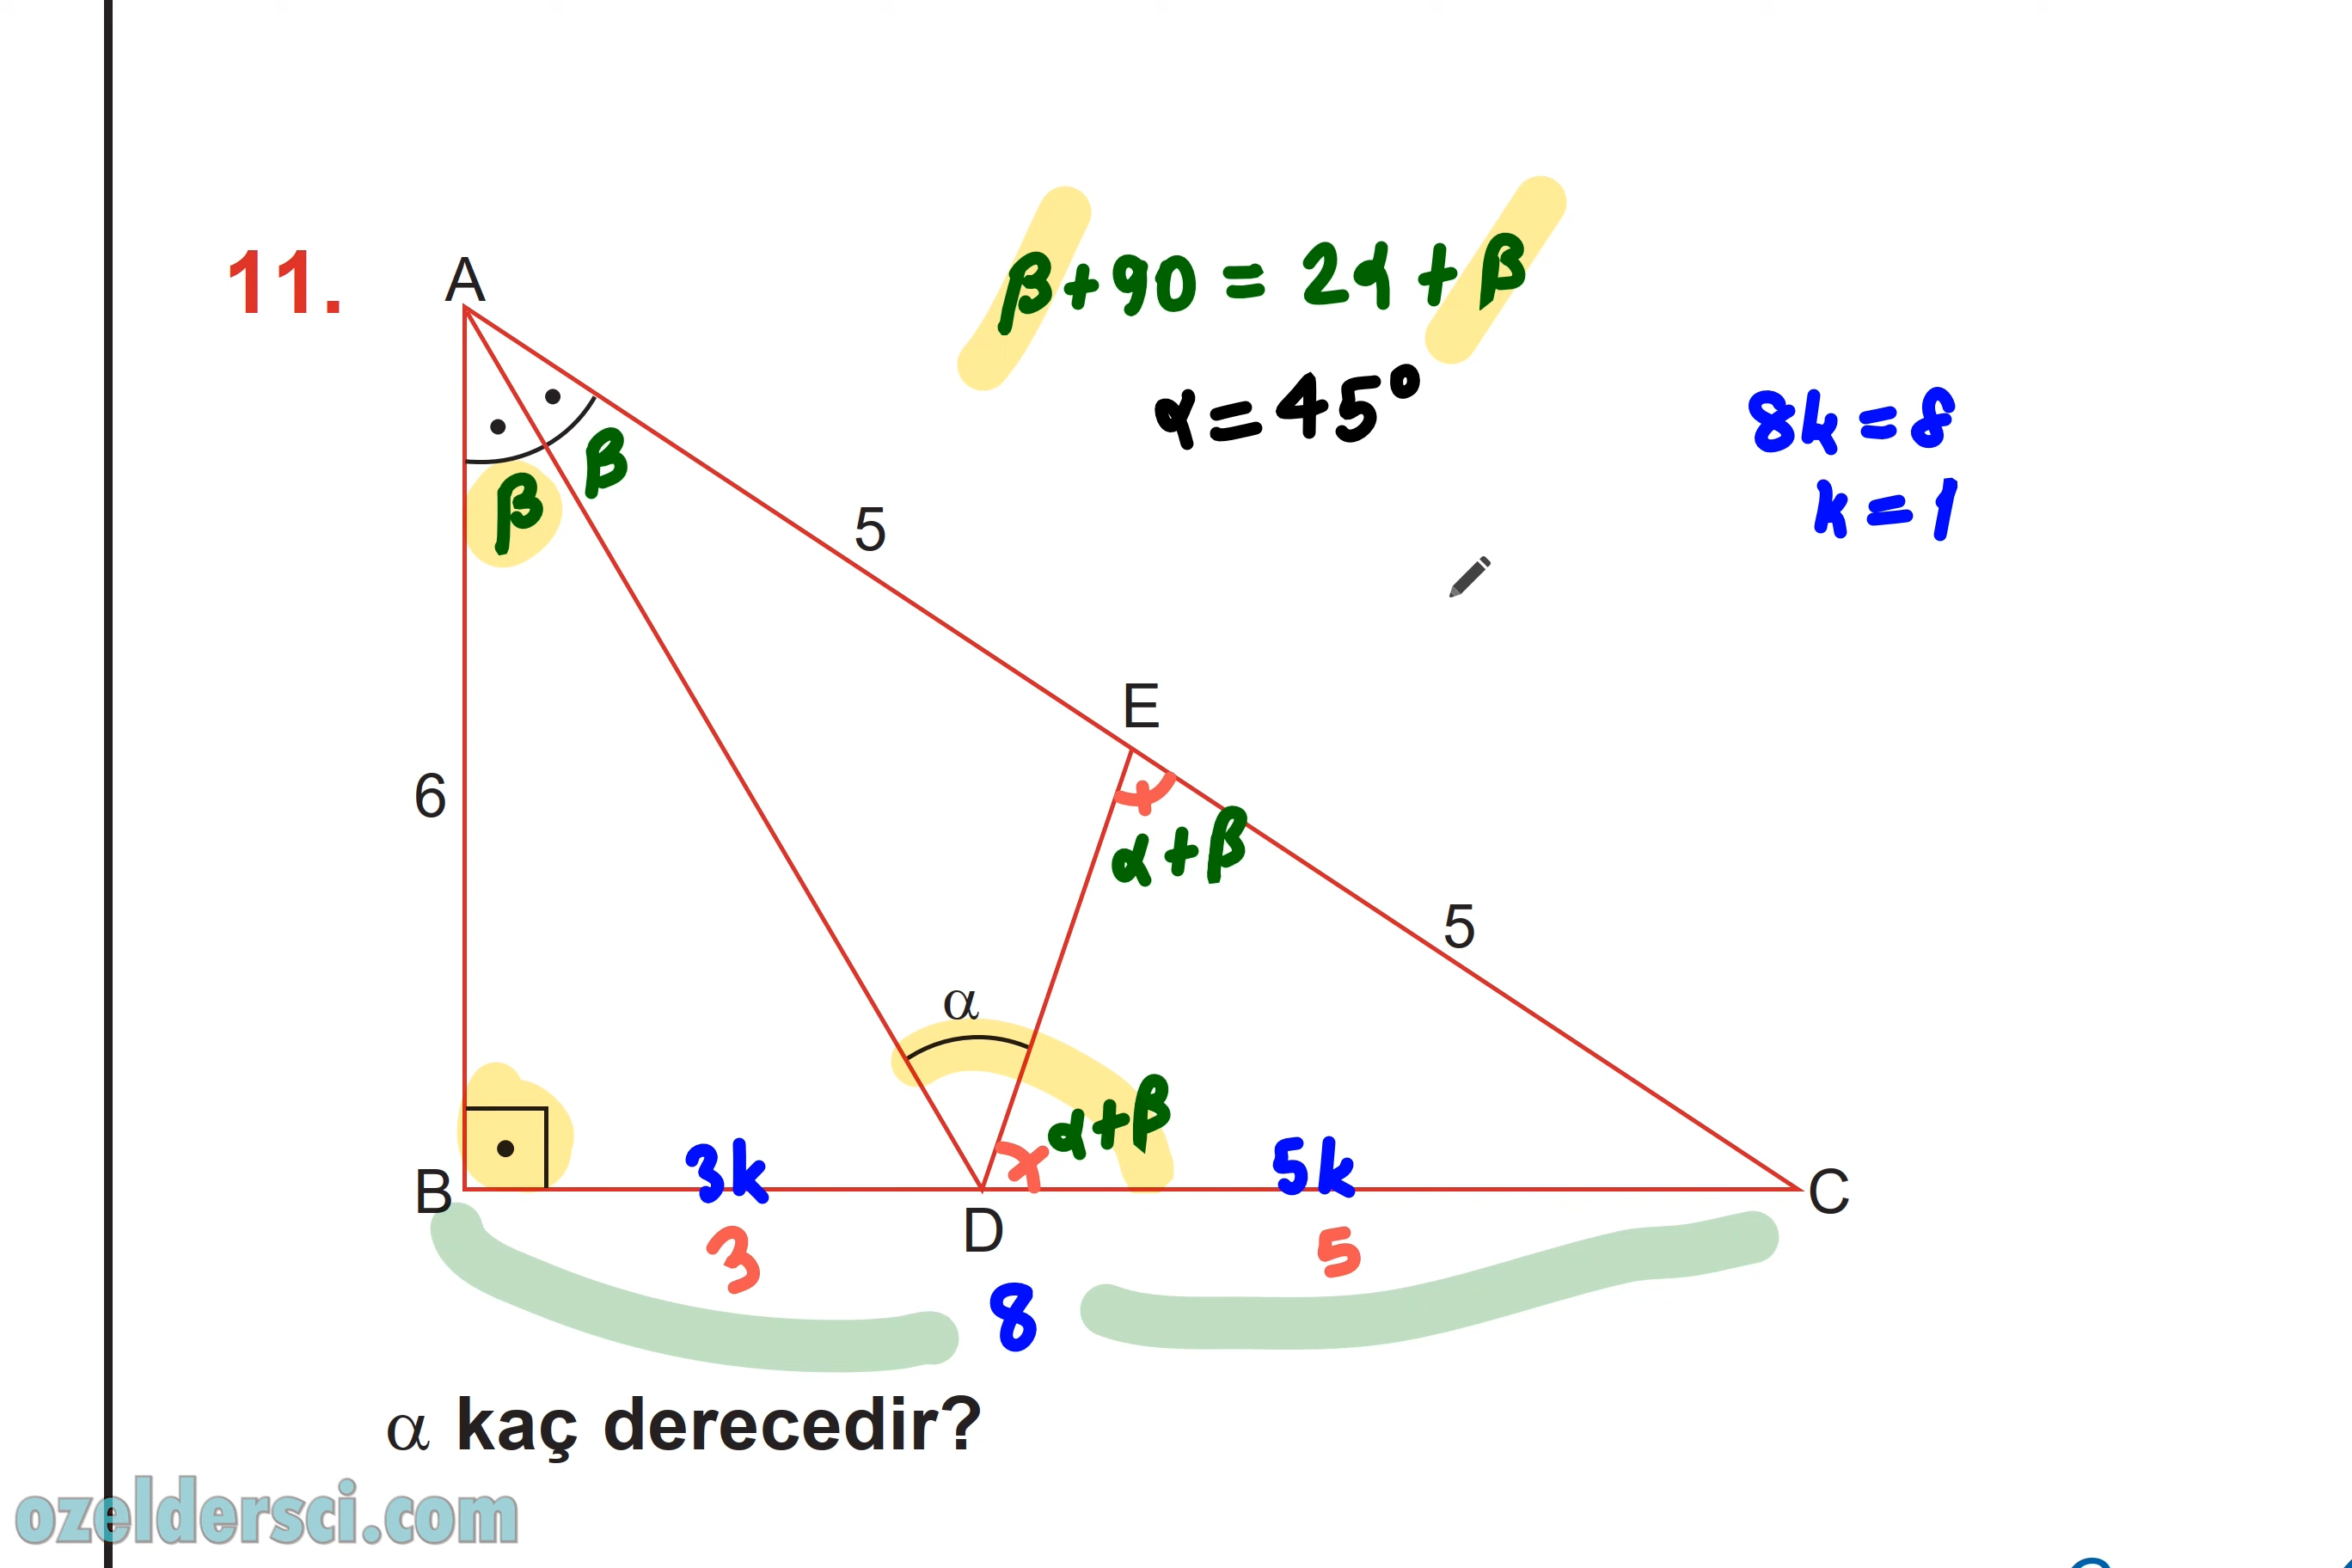 11.
A
β+90 = 2α+β
α=45°
8k=8
k=1
β
β
5
E
6
α+β
5
α
α+β
B
3k
D
5k
C
3
5
8
α kaç derecedir?
ozeldersci.com